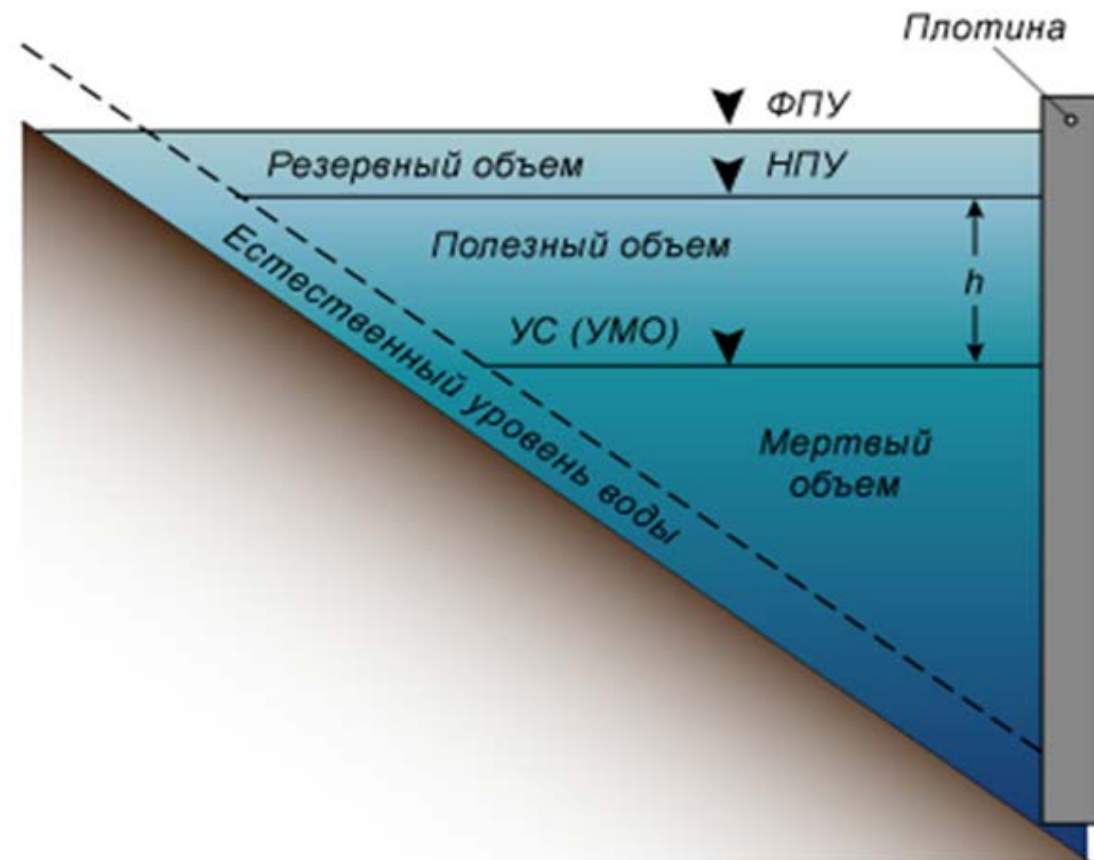 Плотина
ФПУ
Резервный объем
НПУ
Полезный объем
h
Естественный уровень воды
УС (УМО)
Мертвый
объем